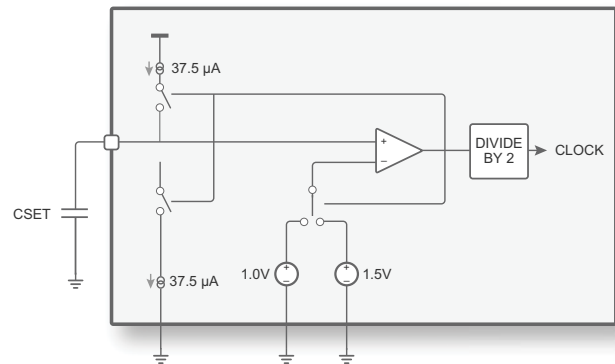 37.5 µA
+
−
DIVIDE
BY 2
CLOCK
CSET
37.5 µA
1.0V
+
−
+
−
1.5V